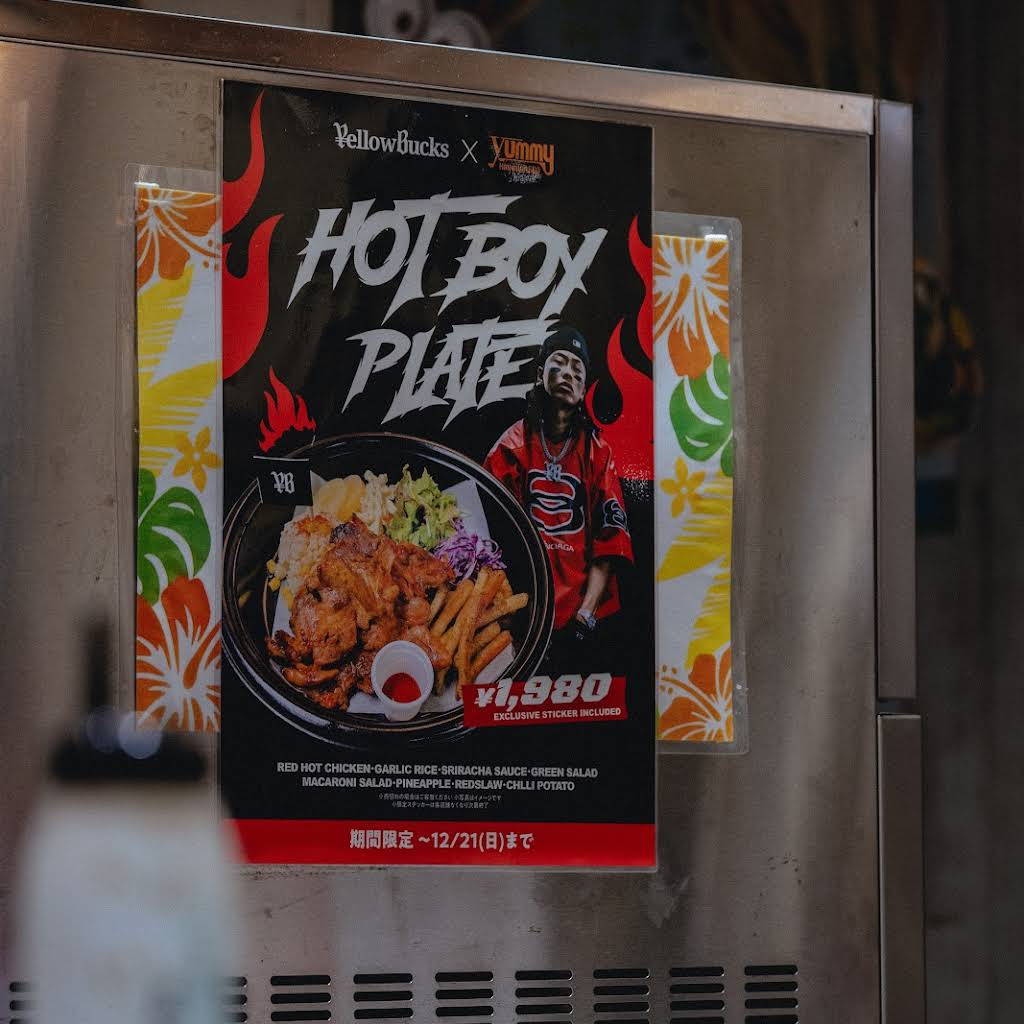 YellowBucks X yummy
HOT BOY
PLATE
¥B
B
¥1,980
EXCLUSIVE STICKER INCLUDED
RED HOT CHICKEN·GARLIC RICE·SRIRACHA SAUCE·GREEN SALAD
MACARONI SALAD·PINEAPPLE·REDSLAW·CHLLI POTATO
期間限定 ~12/21(日)まで